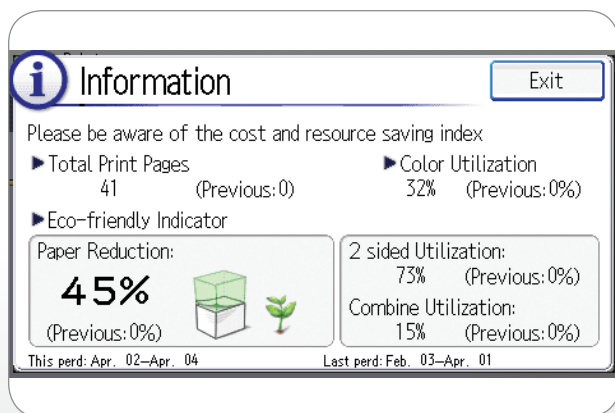 Information
Exit
Please be aware of the cost and resource saving index
Total Print Pages
41 (Previous:0)
Color Utilization
32% (Previous:0%)
Eco-friendly Indicator
Paper Reduction:
45%
(Previous:0%)
2 sided Utilization:
73% (Previous:0%)
Combine Utilization:
15% (Previous:0%)
This perd: Apr. 02–Apr. 04
Last perd: Feb. 03–Apr. 01